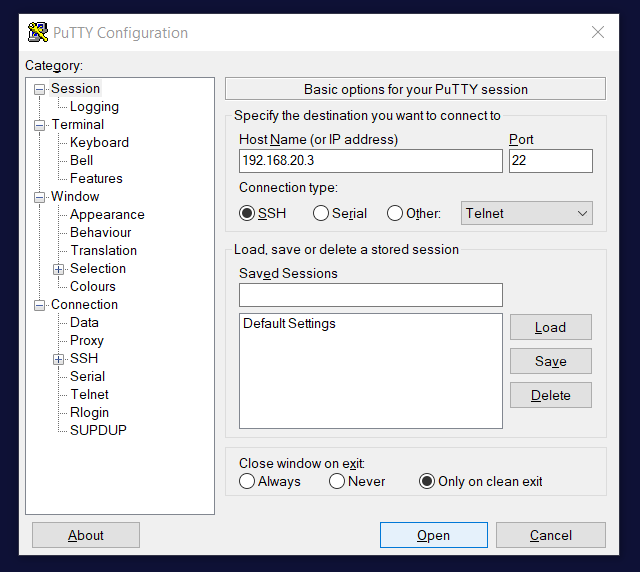 PuTTY Configuration
Category:
Session
Logging
Terminal
Keyboard
Bell
Features
Window
Appearance
Behaviour
Translation
Selection
Colours
Connection
Data
Proxy
SSH
Serial
Telnet
Rlogin
SUPDUP
Basic options for your PuTTY session
Specify the destination you want to connect to
Host Name (or IP address) Port
192.168.20.3 22
Connection type:
SSH Serial Other: Telnet
Load, save or delete a stored session
Saved Sessions
Default Settings
Load
Save
Delete
Close window on exit:
Always Never Only on clean exit
About Open Cancel